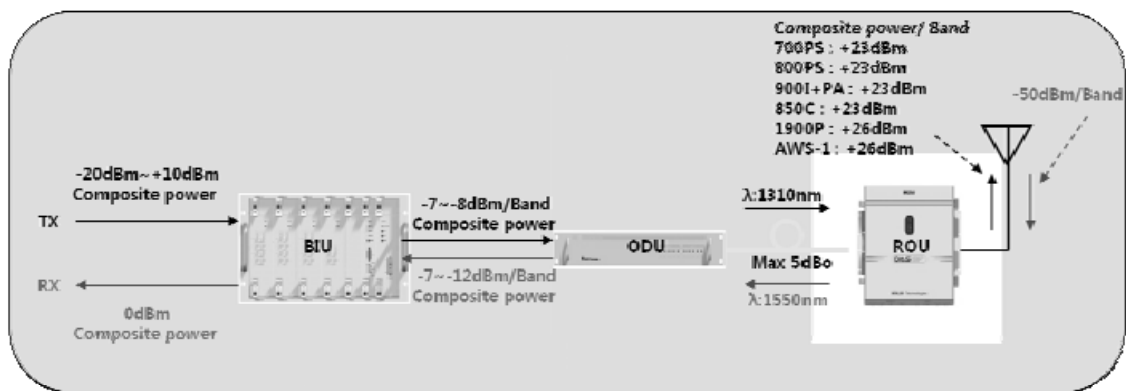 Composite power/ Band
700PS : +23dBm
800PS : +23dBm
900I+PA : +23dBm
850C : +23dBm
1900P : +26dBm
AWS-1 : +26dBm
-50dBm/Band
-20dBm~+10dBm
Composite power
TX
BIU
-7~-8dBm/Band
Composite power
ODU
λ:1310nm
ROU
Max 5dBo
λ:1550nm
-7~-12dBm/Band
Composite power
RX
0dBm
Composite power